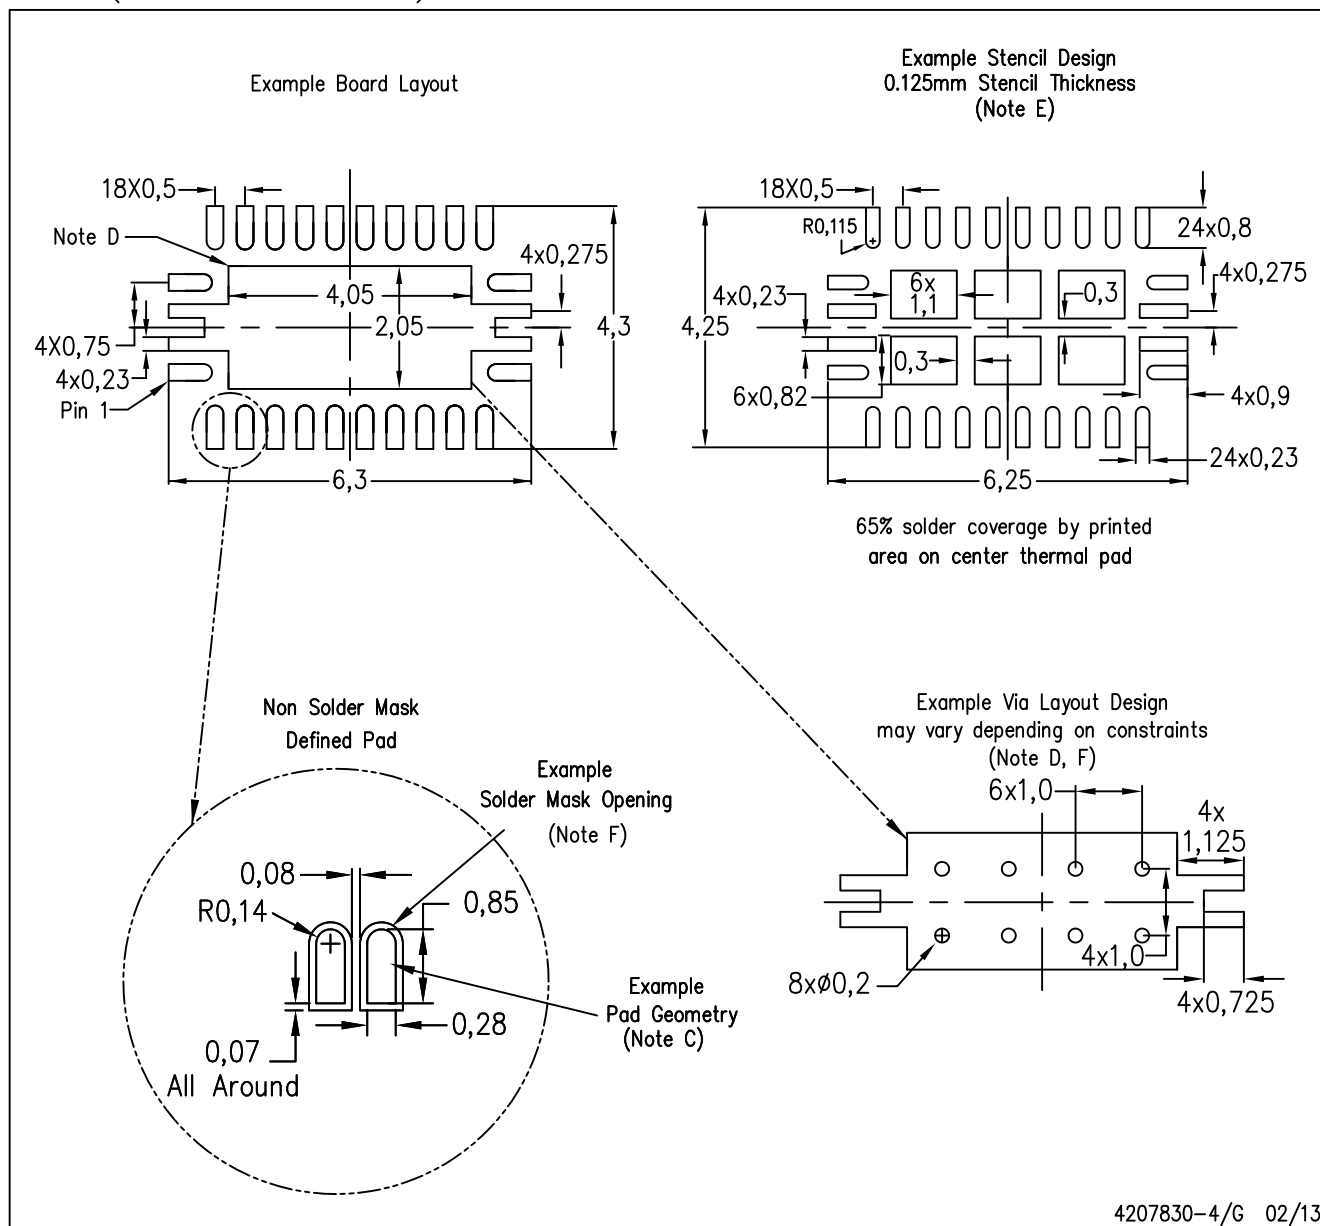 Example Board Layout
18X0,5
Note D
4,05
2,05
4x0,275
4,3
4X0,75
4x0,23
Pin 1
6,3
Example Stencil Design
0.125mm Stencil Thickness
(Note E)
18X0,5
R0,115
24x0,8
6x
1,1
0,3
4x0,275
4x0,23
4,25
0,3
6x0,82
4x0,9
24x0,23
6,25
65% solder coverage by printed
area on center thermal pad
Non Solder Mask
Defined Pad
Example
Solder Mask Opening
(Note F)
0,08
R0,14
0,85
0,28
0,07
All Around
Example
Pad Geometry
(Note C)
Example Via Layout Design
may vary depending on constraints
(Note D, F)
6x1,0
4x
1,125
8xø0,2
4x1,0
4x0,725
4207830-4/G 02/13